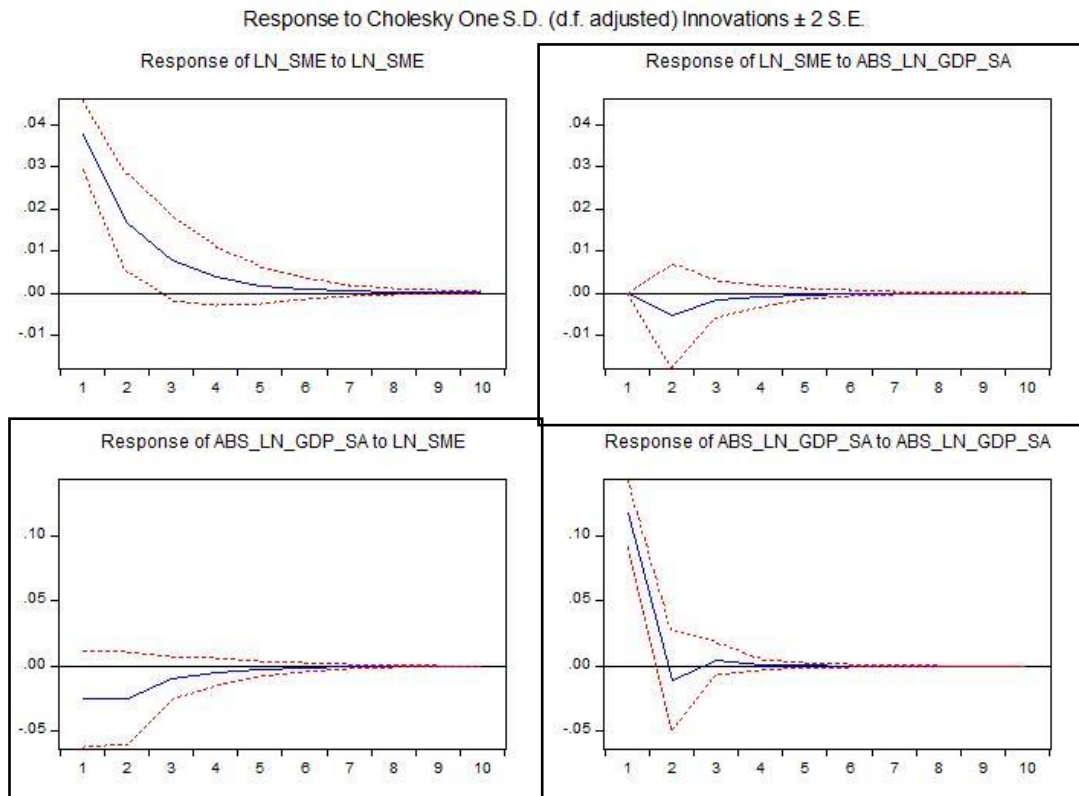 Response to Cholesky One S.D. (d.f. adjusted) Innovations ± 2 S.E.
Response of LN_SME to LN_SME
.04
.03
.02
.01
.00
-.01
1 2 3 4 5 6 7 8 9 10
Response of LN_SME to ABS_LN_GDP_SA
.04
.03
.02
.01
.00
-.01
1 2 3 4 5 6 7 8 9 10
Response of ABS_LN_GDP_SA to LN_SME
.10
.05
.00
-.05
1 2 3 4 5 6 7 8 9 10
Response of ABS_LN_GDP_SA to ABS_LN_GDP_SA
.10
.05
.00
-.05
1 2 3 4 5 6 7 8 9 10